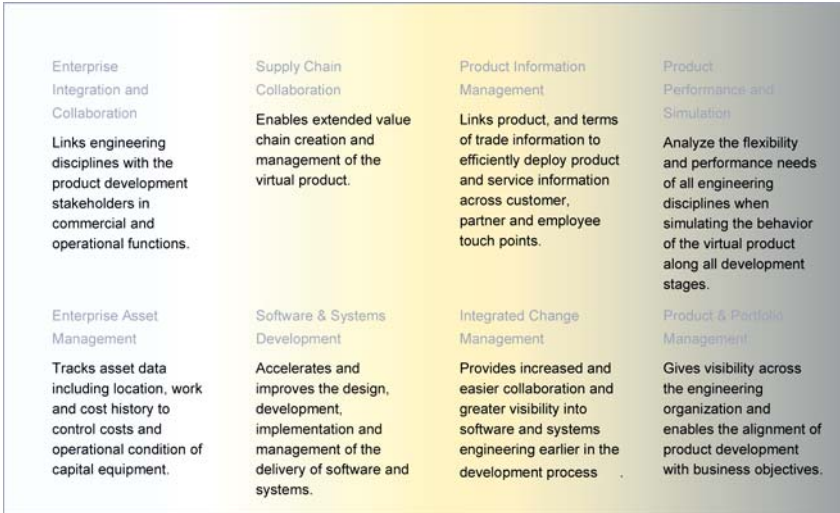 Enterprise
Integration and
Collaboration
Links engineering
disciplines with the
product development
stakeholders in
commercial and
operational functions.
Supply Chain
Collaboration
Enables extended value
chain creation and
management of the
virtual product.
Product Information
Management
Links product, and terms
of trade information to
efficiently deploy product
and service information
across customer,
partner and employee
touch points.
Product
Performance and
Simulation
Analyze the flexibility
and performance needs
of all engineering
disciplines when
simulating the behavior
of the virtual product
along all development
stages.
Enterprise Asset
Management
Tracks asset data
including location, work
and cost history to
control costs and
operational condition of
capital equipment.
Software & Systems
Development
Accelerates and
improves the design,
development,
implementation and
management of the
delivery of software and
systems.
Integrated Change
Management
Provides increased and
easier collaboration and
greater visibility into
software and systems
engineering earlier in the
development process .
Product & Portfolio
Management
Gives visibility across
the engineering
organization and
enables the alignment of
product development
with business objectives.